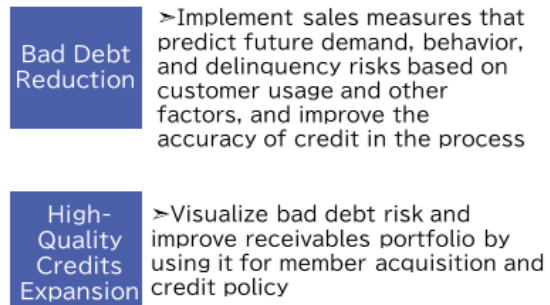 Bad Debt
Reduction
➣Implement sales measures that
predict future demand, behavior,
and delinquency risks based on
customer usage and other
factors, and improve the
accuracy of credit in the process
High-
Quality
Credits
Expansion
➣Visualize bad debt risk and
improve receivables portfolio by
using it for member acquisition and
credit policy